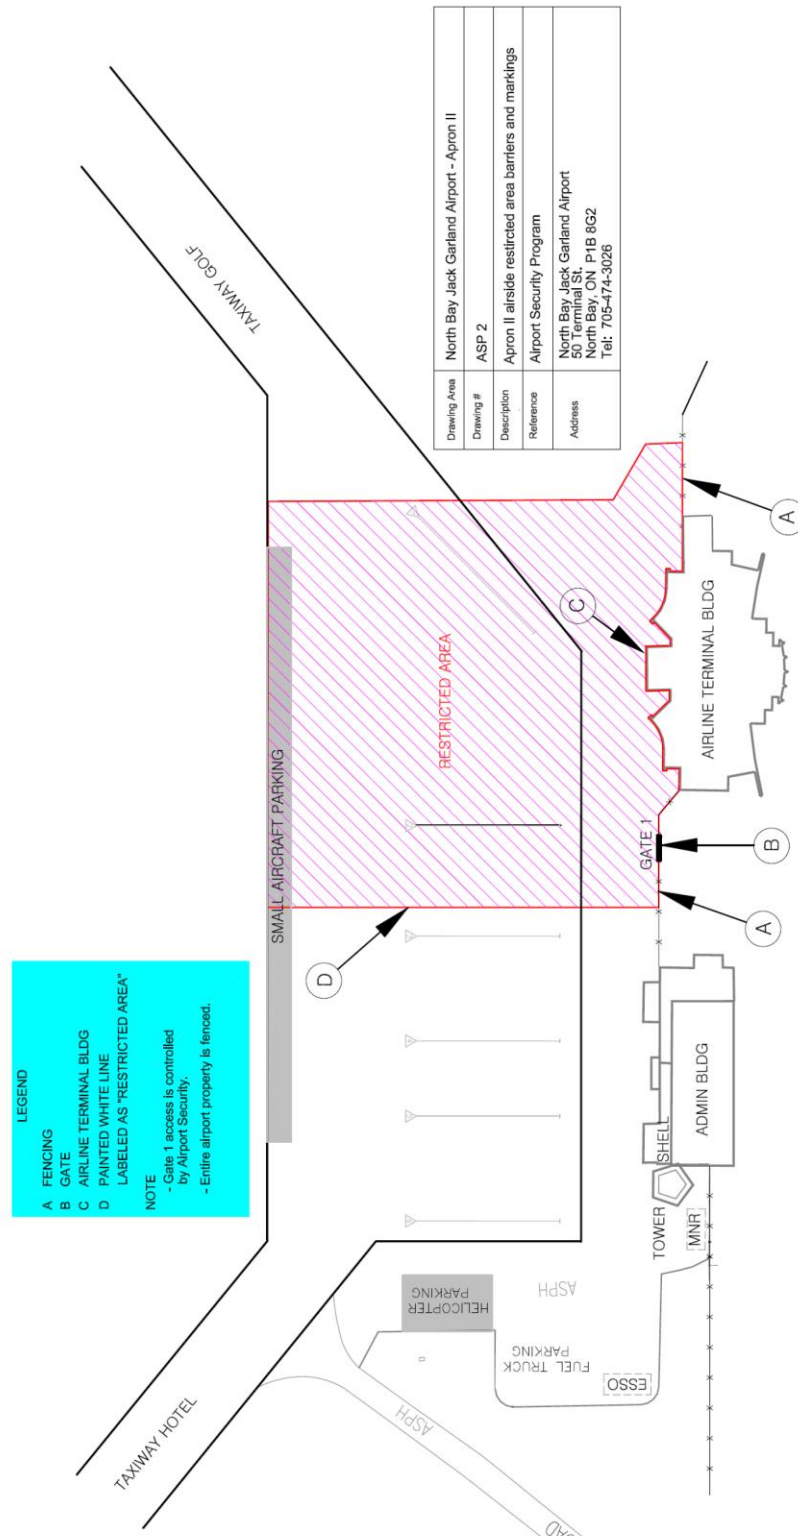 LEGEND
A FENCING
B GATE
C AIRLINE TERMINAL BLDG
D PAINTED WHITE LINE
LABELED AS "RESTRICTED AREA"
NOTE
- Gate 1 access is controlled
by Airport Security.
- Entire airport property is fenced.
TAXIWAY HOTEL
TAXIWAY GOLF
SMALL AIRCRAFT PARKING
RESTRICTED AREA
D
C
HELICOPTER
PARKING
ASPH
ASPH
FUEL TRUCK
PARKING
ESSO
TOWER
SHELL
MNR
ADMIN BLDG
GATE 1
AIRLINE TERMINAL BLDG
A
B
A
Drawing Area North Bay Jack Garland Airport - Apron II
Drawing # ASP 2
Description Apron II airside restircted area barriers and markings
Reference Airport Security Program
Address North Bay Jack Garland Airport
50 Terminal St,
North Bay, ON P1B 8G2
Tel: 705-474-3026